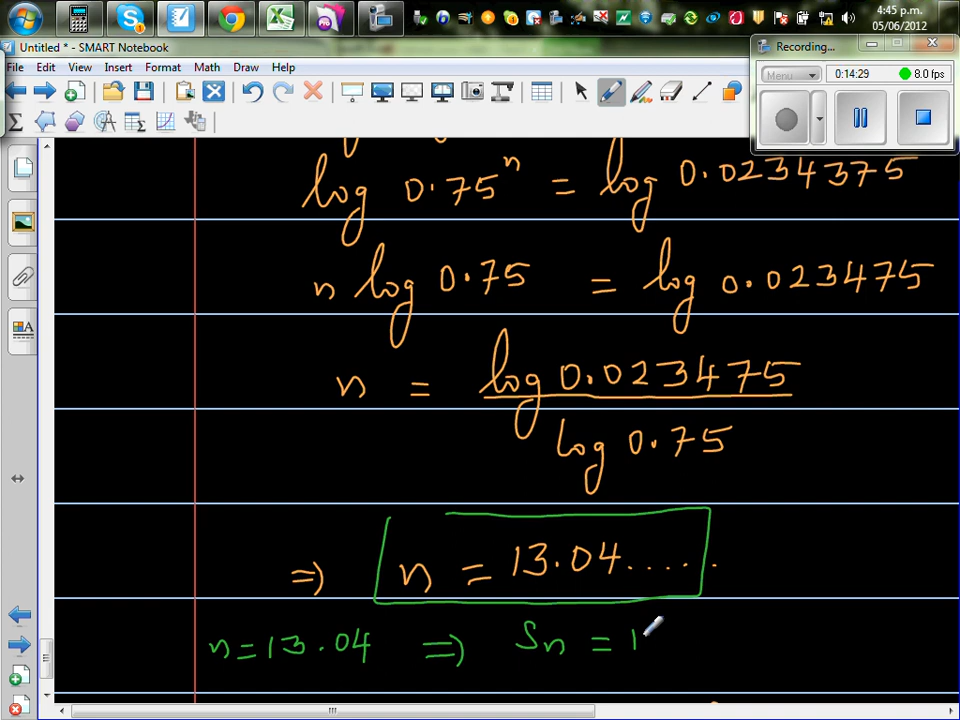 4:45 p.m.
05/06/2012
Untitled * - SMART Notebook
File Edit View Insert Format Math Draw Help
Recording...
Menu
0:14:29
8.0 fps
log 0.75ⁿ = log 0.0234375
n log 0.75 = log 0.023475
n = log 0.023475
log 0.75
⇒ n = 13.04.....
n = 13.04 ⇒ Sn = 1